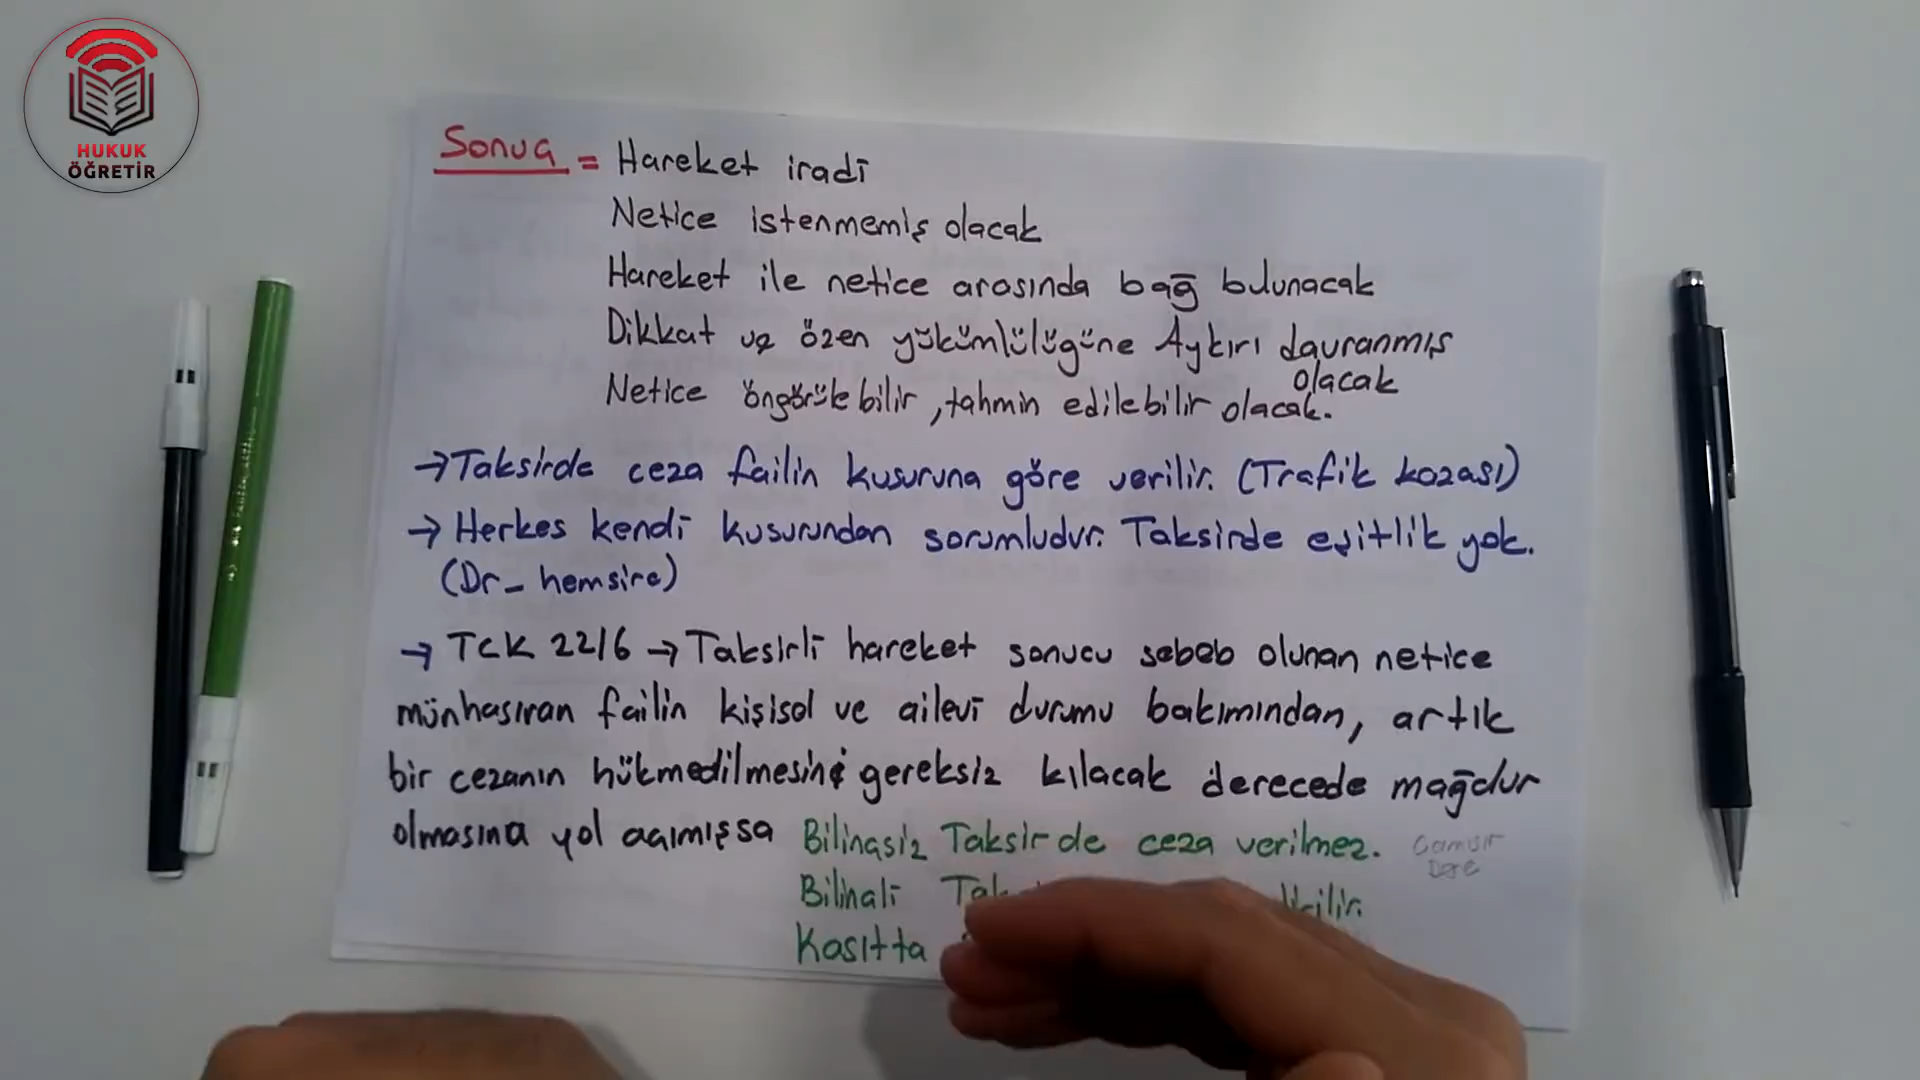 HUKUK
ÖĞRETİR
Sonuç = Hareket iradî
Netice istenmemiş olacak
Hareket ile netice arasında bağ bulunacak
Dikkat ve özen yükümlülüğüne Aykırı davranmış
olacak
Netice öngörülebilir, tahmin edilebilir olacak.
→ Taksirde ceza failin kusuruna göre verilir. (Trafik kazası)
→ Herkes kendi kusurundan sorumludur. Taksirde eşitlik yok.
(Dr_ hemşire)
→ TCK 22/6 → Taksirli hareket sonucu sebeb olunan netice
münhasıran failin kişisel ve ailevî durumu bakımından, artık
bir cezanın hükmedilmesini gereksiz kılacak derecede mağdur
olmasına yol açmışsa
Bilinçsiz Taksirde ceza verilmez.
Bilinçli
Kasıtta